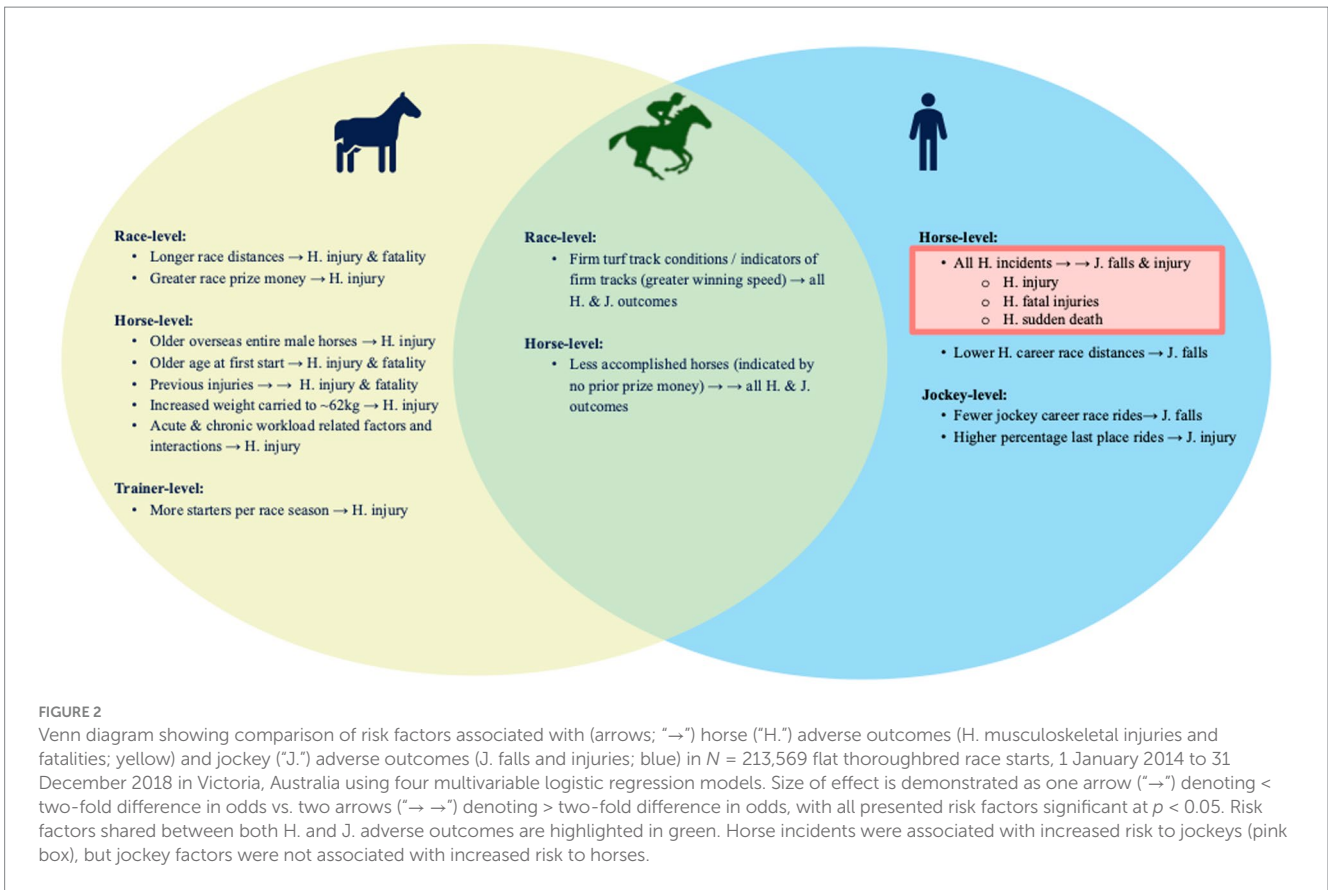 Race-level:
• Longer race distances → H. injury & fatality
• Greater race prize money → H. injury
Horse-level:
• Older overseas entire male horses → H. injury
• Older age at first start → H. injury & fatality
• Previous injuries → → H. injury & fatality
• Increased weight carried to ~62kg → H. injury
• Acute & chronic workload related factors and
interactions → H. injury
Trainer-level:
• More starters per race season → H. injury
Race-level:
• Firm turf track conditions / indicators of
firm tracks (greater winning speed) → all
H. & J. outcomes
Horse-level:
• Less accomplished horses (indicated by
no prior prize money) → → all H. & J.
outcomes
Horse-level:
• All H. incidents → → J. falls & injury
o H. injury
o H. fatal injuries
o H. sudden death
• Lower H. career race distances → J. falls
Jockey-level:
• Fewer jockey career race rides→ J. falls
• Higher percentage last place rides → J. injury
FIGURE 2
Venn diagram showing comparison of risk factors associated with (arrows; “→”) horse (“H.”) adverse outcomes (H. musculoskeletal injuries and
fatalities; yellow) and jockey (“J.”) adverse outcomes (J. falls and injuries; blue) in N = 213,569 flat thoroughbred race starts, 1 January 2014 to 31
December 2018 in Victoria, Australia using four multivariable logistic regression models. Size of effect is demonstrated as one arrow (“→”) denoting <
two-fold difference in odds vs. two arrows (“→ →”) denoting > two-fold difference in odds, with all presented risk factors significant at p < 0.05. Risk
factors shared between both H. and J. adverse outcomes are highlighted in green. Horse incidents were associated with increased risk to jockeys (pink
box), but jockey factors were not associated with increased risk to horses.